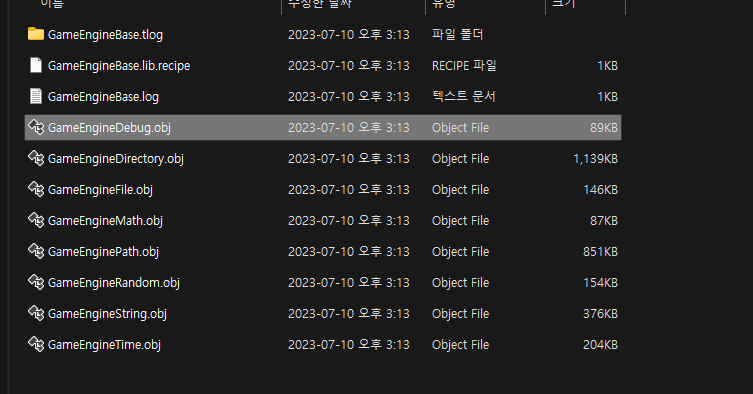 이름 수정한 날짜 유형 크기
GameEngineBase.tlog 2023-07-10 오후 3:13 파일 폴더
GameEngineBase.lib.recipe 2023-07-10 오후 3:13 RECIPE 파일 1KB
GameEngineBase.log 2023-07-10 오후 3:13 텍스트 문서 1KB
GameEngineDebug.obj 2023-07-10 오후 3:13 Object File 89KB
GameEngineDirectory.obj 2023-07-10 오후 3:13 Object File 1,139KB
GameEngineFile.obj 2023-07-10 오후 3:13 Object File 146KB
GameEngineMath.obj 2023-07-10 오후 3:13 Object File 87KB
GameEnginePath.obj 2023-07-10 오후 3:13 Object File 851KB
GameEngineRandom.obj 2023-07-10 오후 3:13 Object File 154KB
GameEngineString.obj 2023-07-10 오후 3:13 Object File 376KB
GameEngineTime.obj 2023-07-10 오후 3:13 Object File 204KB